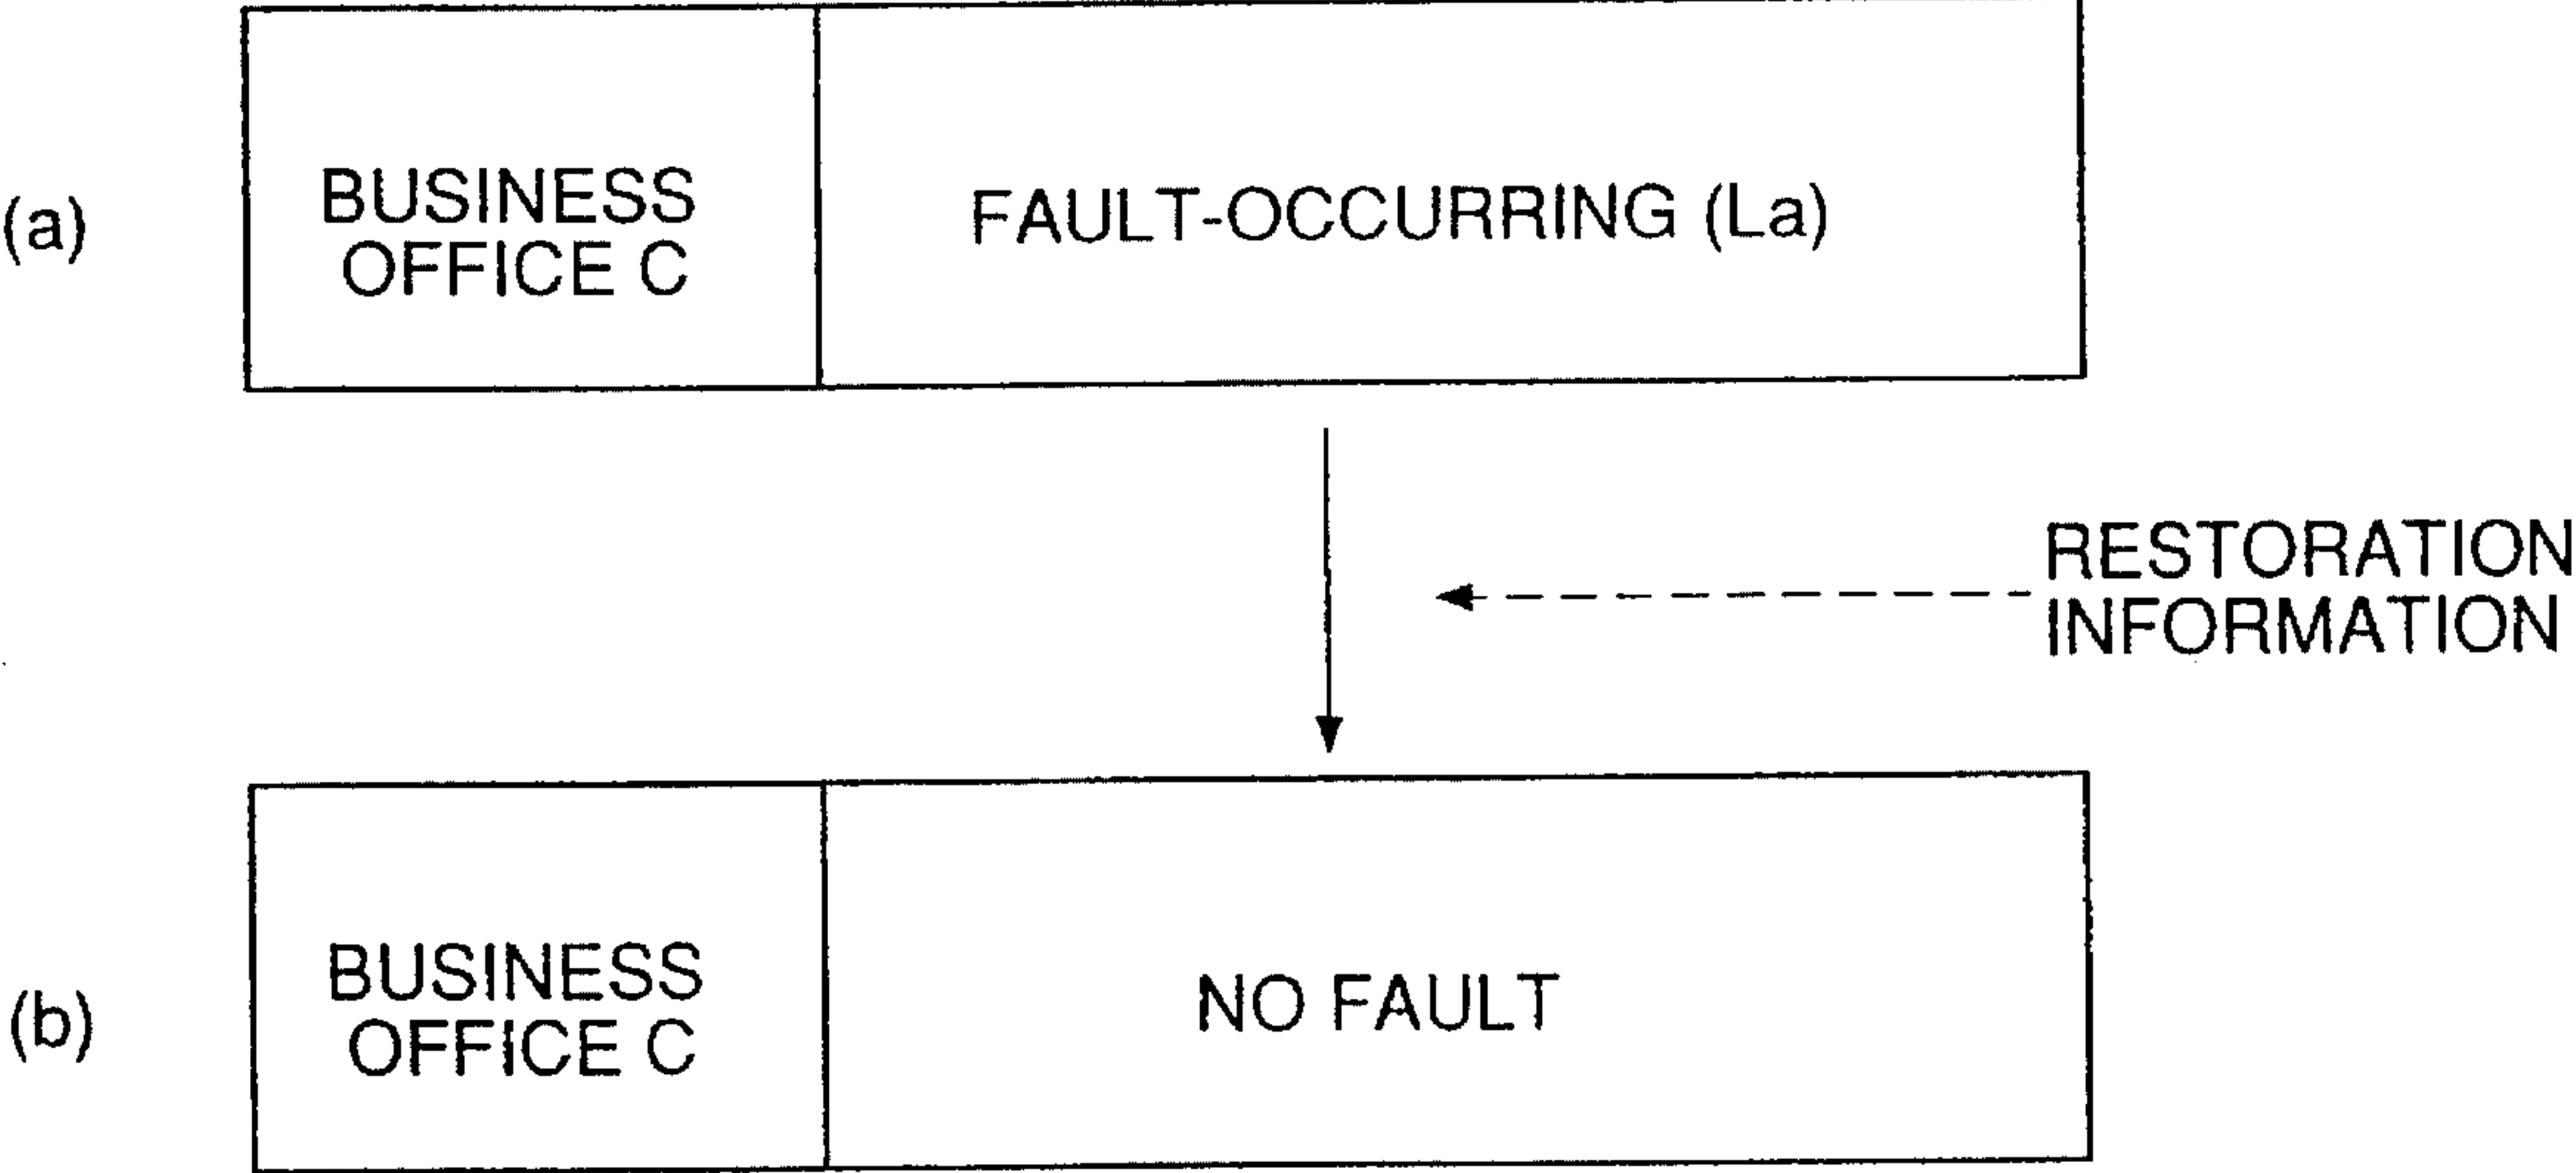 (a)
BUSINESS
OFFICE C
FAULT-OCCURRING (La)
RESTORATION
INFORMATION
(b)
BUSINESS
OFFICE C
NO FAULT